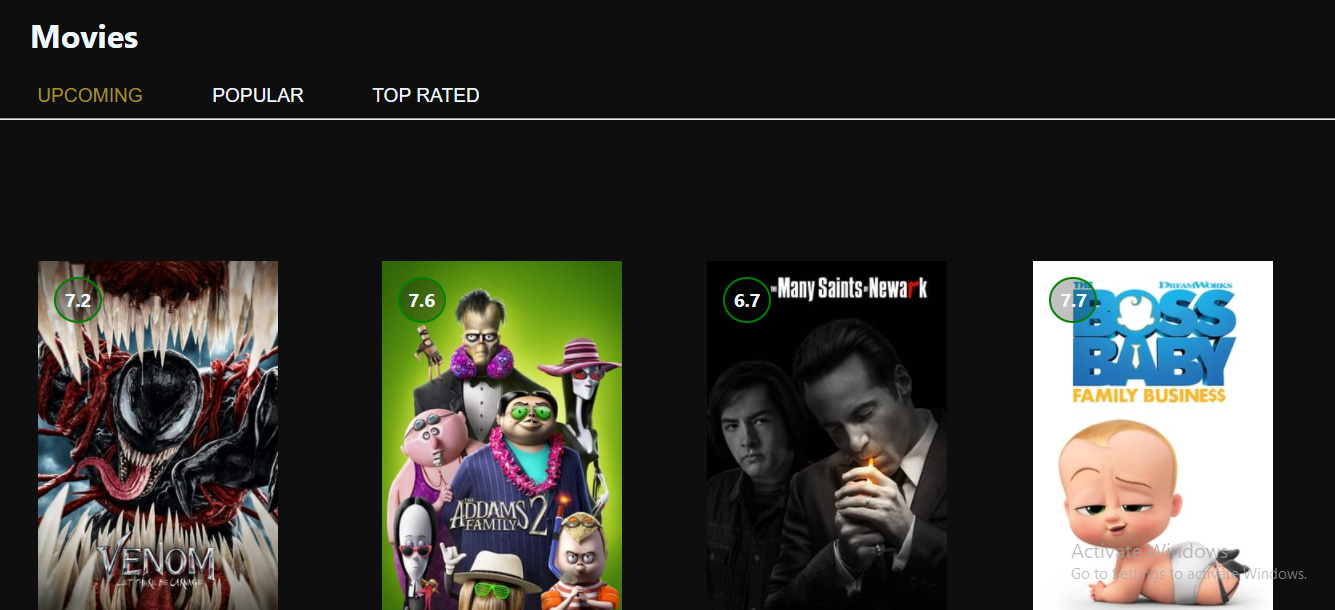 Movies
UPCOMING
POPULAR
TOP RATED
7.2
VENOM
LET THERE BE CARNAGE
7.6
THE
ADDAMS
FAMILY 2
6.7
THE Many Saints OF Newark
7.7
THE
DREAMWORKS
BOSS
BABY
FAMILY BUSINESS
Activate Windows
Go to Settings to activate Windows.